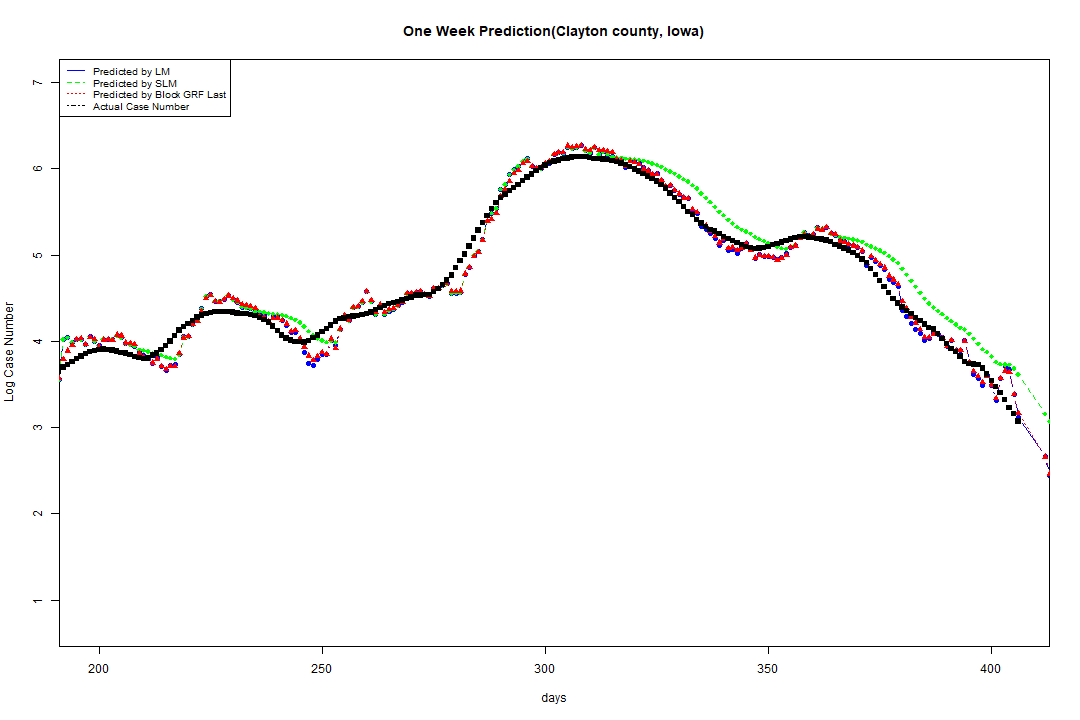 One Week Prediction(Clayton county, Iowa)
Predicted by LM
Predicted by SLM
Predicted by Block GRF Last
Actual Case Number
7
6
5
4
3
2
1
Log Case Number
200 250 300 350 400
days